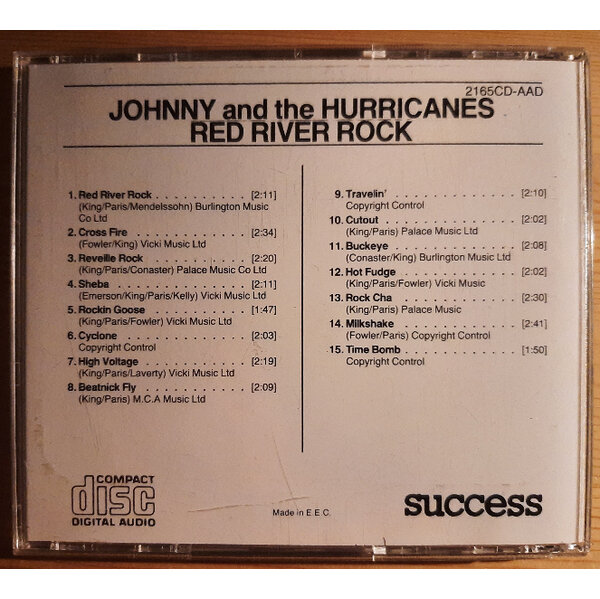 2165CD-AAD
JOHNNY and the HURRICANES
RED RIVER ROCK
1. Red River Rock . . . . . . . . . . . [2:11]
(King/Paris/Mendelssohn) Burlington Music
Co Ltd
2. Cross Fire . . . . . . . . . . . . . . [2:34]
(Fowler/King) Vicki Music Ltd
3. Reveille Rock . . . . . . . . . . . . [2:20]
(King/Paris/Conaster) Palace Music Co Ltd
4. Sheba . . . . . . . . . . . . . . . . [2:11]
(Emerson/King/Paris/Kelly) Vicki Music Ltd
5. Rockin Goose . . . . . . . . . . . [1:47]
(King/Paris/Fowler) Vicki Music Ltd
6. Cyclone . . . . . . . . . . . . . . . [2:03]
Copyright Control
7. High Voltage . . . . . . . . . . . . [2:19]
(King/Paris/Laverty) Vicki Music Ltd
8. Beatnick Fly . . . . . . . . . . . . [2:09]
(King/Paris) M.C.A Music Ltd
9. Travelin' . . . . . . . . . . . . . . . [2:10]
Copyright Control
10. Cutout . . . . . . . . . . . . . . . . [2:02]
(King/Paris) Palace Music Ltd
11. Buckeye . . . . . . . . . . . . . . [2:08]
(Conaster/King) Burlington Music Ltd
12. Hot Fudge . . . . . . . . . . . . . [2:02]
(King/Paris/Fowler) Vicki Music
13. Rock Cha . . . . . . . . . . . . . [2:30]
(King/Paris) Palace Music
14. Milkshake . . . . . . . . . . . . . [2:41]
(Fowler/Paris) Copyright Control
15. Time Bomb . . . . . . . . . . . . [1:50]
Copyright Control
COMPACT
disc
DIGITAL AUDIO
Made in E.E.C.
success